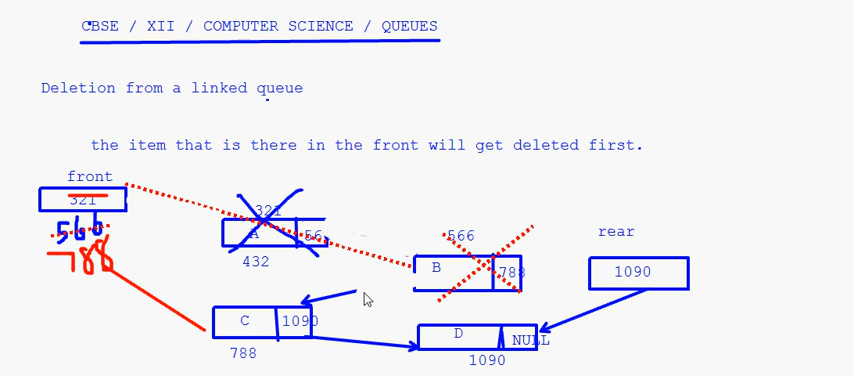 CBSE / XII / COMPUTER SCIENCE / QUEUES
Deletion from a linked queue
the item that is there in the front will get deleted first.
front
321
566
788
321
A 56
432
566
B 788
rear
1090
C 1090
788
D NULL
1090